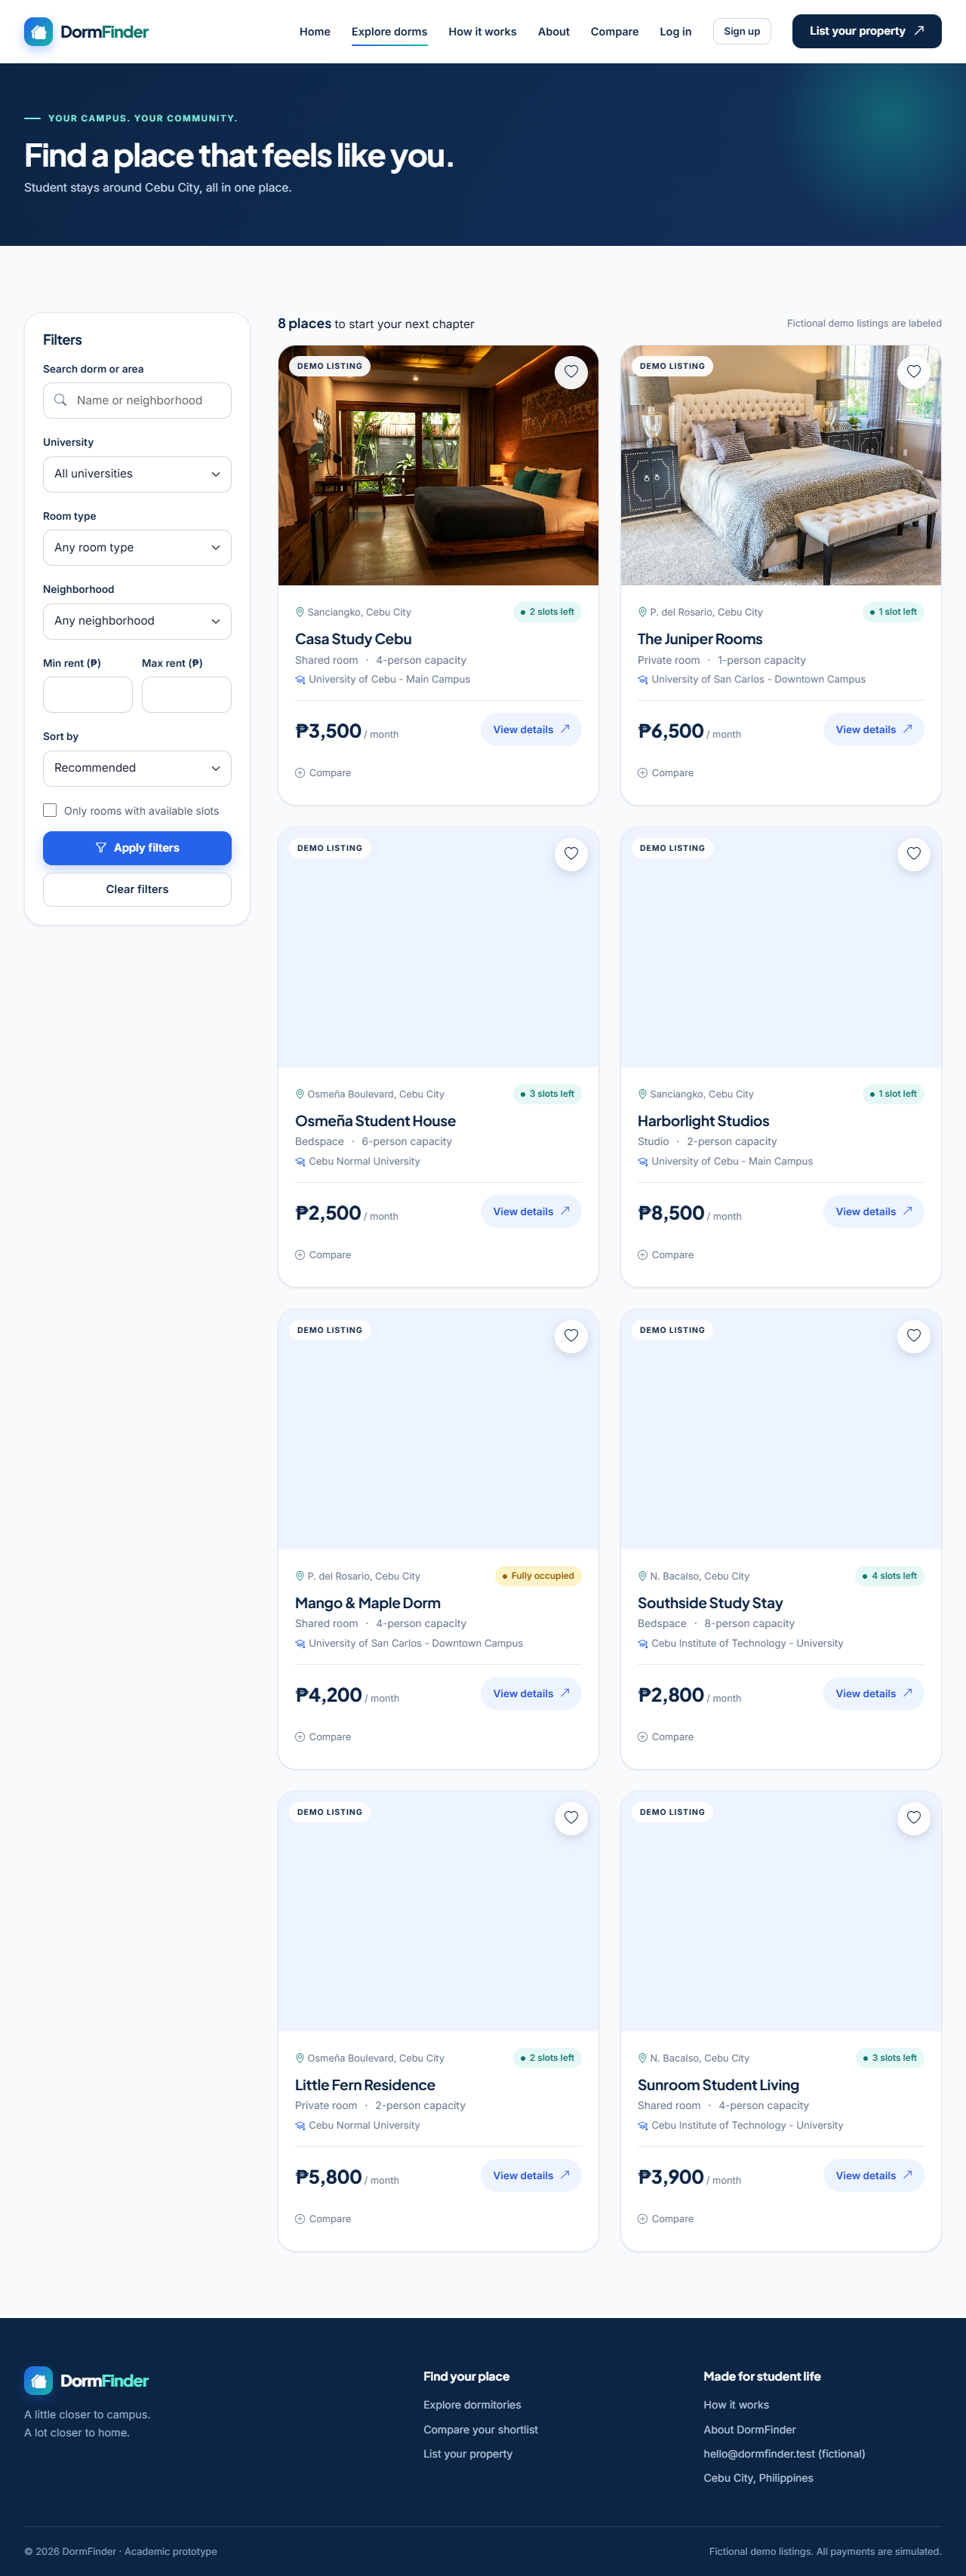 DormFinder
Home
Explore dorms
How it works
About
Compare
Log in
Sign up
List your property
YOUR CAMPUS. YOUR COMMUNITY.
Find a place that feels like you.
Student stays around Cebu City, all in one place.
Filters
Search dorm or area
Name or neighborhood
University
All universities
Room type
Any room type
Neighborhood
Any neighborhood
Min rent (₱)
Max rent (₱)
Sort by
Recommended
Only rooms with available slots
Apply filters
Clear filters
8 places to start your next chapter
Fictional demo listings are labeled
DEMO LISTING
Sanciangko, Cebu City
2 slots left
Casa Study Cebu
Shared room · 4-person capacity
University of Cebu - Main Campus
₱3,500 / month
View details
Compare
DEMO LISTING
P. del Rosario, Cebu City
1 slot left
The Juniper Rooms
Private room · 1-person capacity
University of San Carlos - Downtown Campus
₱6,500 / month
View details
Compare
DEMO LISTING
Osmeña Boulevard, Cebu City
3 slots left
Osmeña Student House
Bedspace · 6-person capacity
Cebu Normal University
₱2,500 / month
View details
Compare
DEMO LISTING
Sanciangko, Cebu City
1 slot left
Harborlight Studios
Studio · 2-person capacity
University of Cebu - Main Campus
₱8,500 / month
View details
Compare
DEMO LISTING
P. del Rosario, Cebu City
Fully occupied
Mango & Maple Dorm
Shared room · 4-person capacity
University of San Carlos - Downtown Campus
₱4,200 / month
View details
Compare
DEMO LISTING
N. Bacalso, Cebu City
4 slots left
Southside Study Stay
Bedspace · 8-person capacity
Cebu Institute of Technology - University
₱2,800 / month
View details
Compare
DEMO LISTING
Osmeña Boulevard, Cebu City
2 slots left
Little Fern Residence
Private room · 2-person capacity
Cebu Normal University
₱5,800 / month
View details
Compare
DEMO LISTING
N. Bacalso, Cebu City
3 slots left
Sunroom Student Living
Shared room · 4-person capacity
Cebu Institute of Technology - University
₱3,900 / month
View details
Compare
DormFinder
A little closer to campus.
A lot closer to home.
Find your place
Explore dormitories
Compare your shortlist
List your property
Made for student life
How it works
About DormFinder
hello@dormfinder.test (fictional)
Cebu City, Philippines
© 2026 DormFinder · Academic prototype
Fictional demo listings. All payments are simulated.